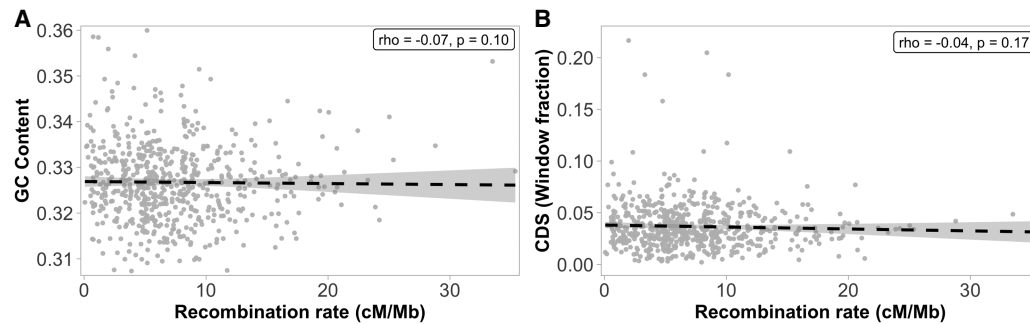 A
rho = -0.07, p = 0.10
GC Content
0.36
0.35
0.34
0.33
0.32
0.31
0
10
20
30
Recombination rate (cM/Mb)
B
rho = -0.04, p = 0.17
CDS (Window fraction)
0.20
0.15
0.10
0.05
0.00
0
10
20
30
Recombination rate (cM/Mb)